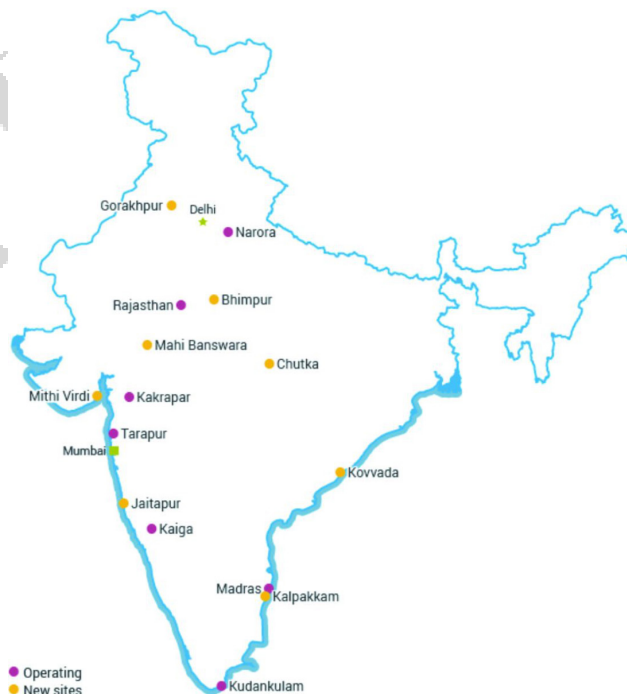 Gorakhpur
Delhi
Narora
Bhimpur
Rajasthan
Mahi Banswara
Chutka
Mithi Virdi
Kakrapar
Tarapur
Mumbai
Kovvada
Jaitapur
Kaiga
Madras
Kalpakkam
Operating
Kudankulam
New sites